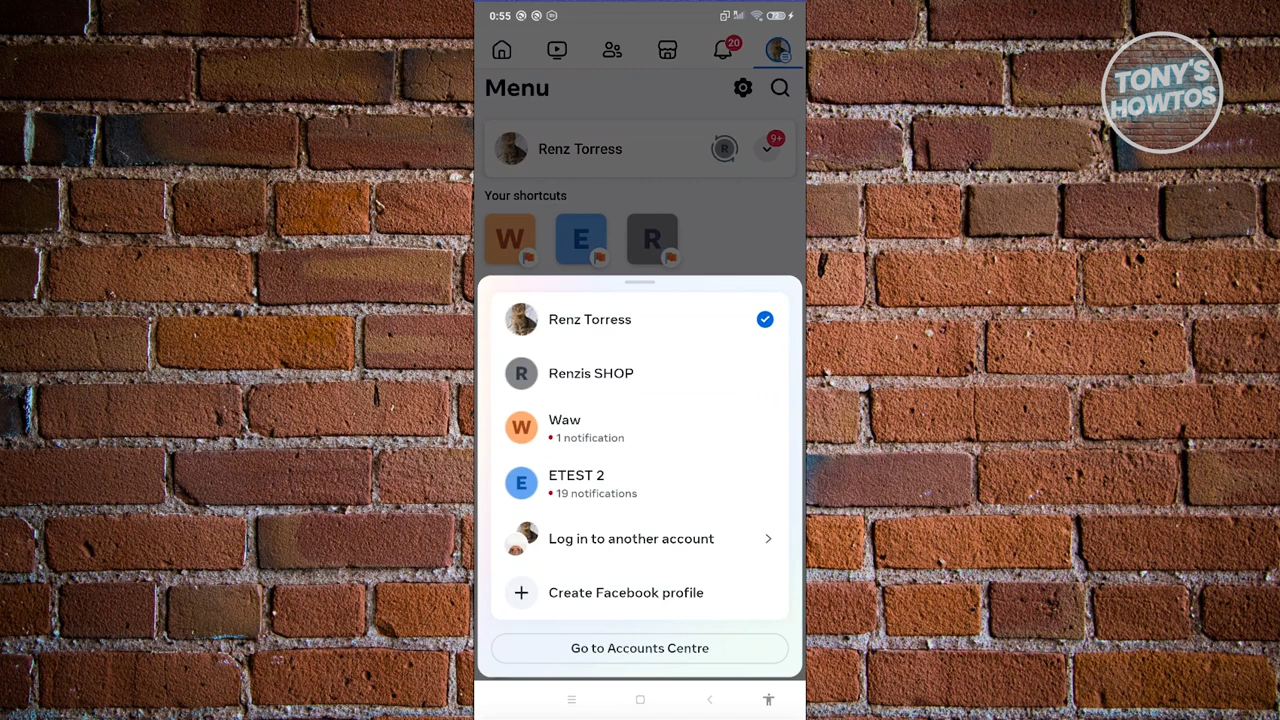 0:55
20
TONY'S
HOWTOS
Menu
Renz Torress
R
9+
Your shortcuts
W
E
R
Renz Torress
R
Renzis SHOP
W
Waw
• 1 notification
E
ETEST 2
• 19 notifications
Log in to another account
Create Facebook profile
Go to Accounts Centre